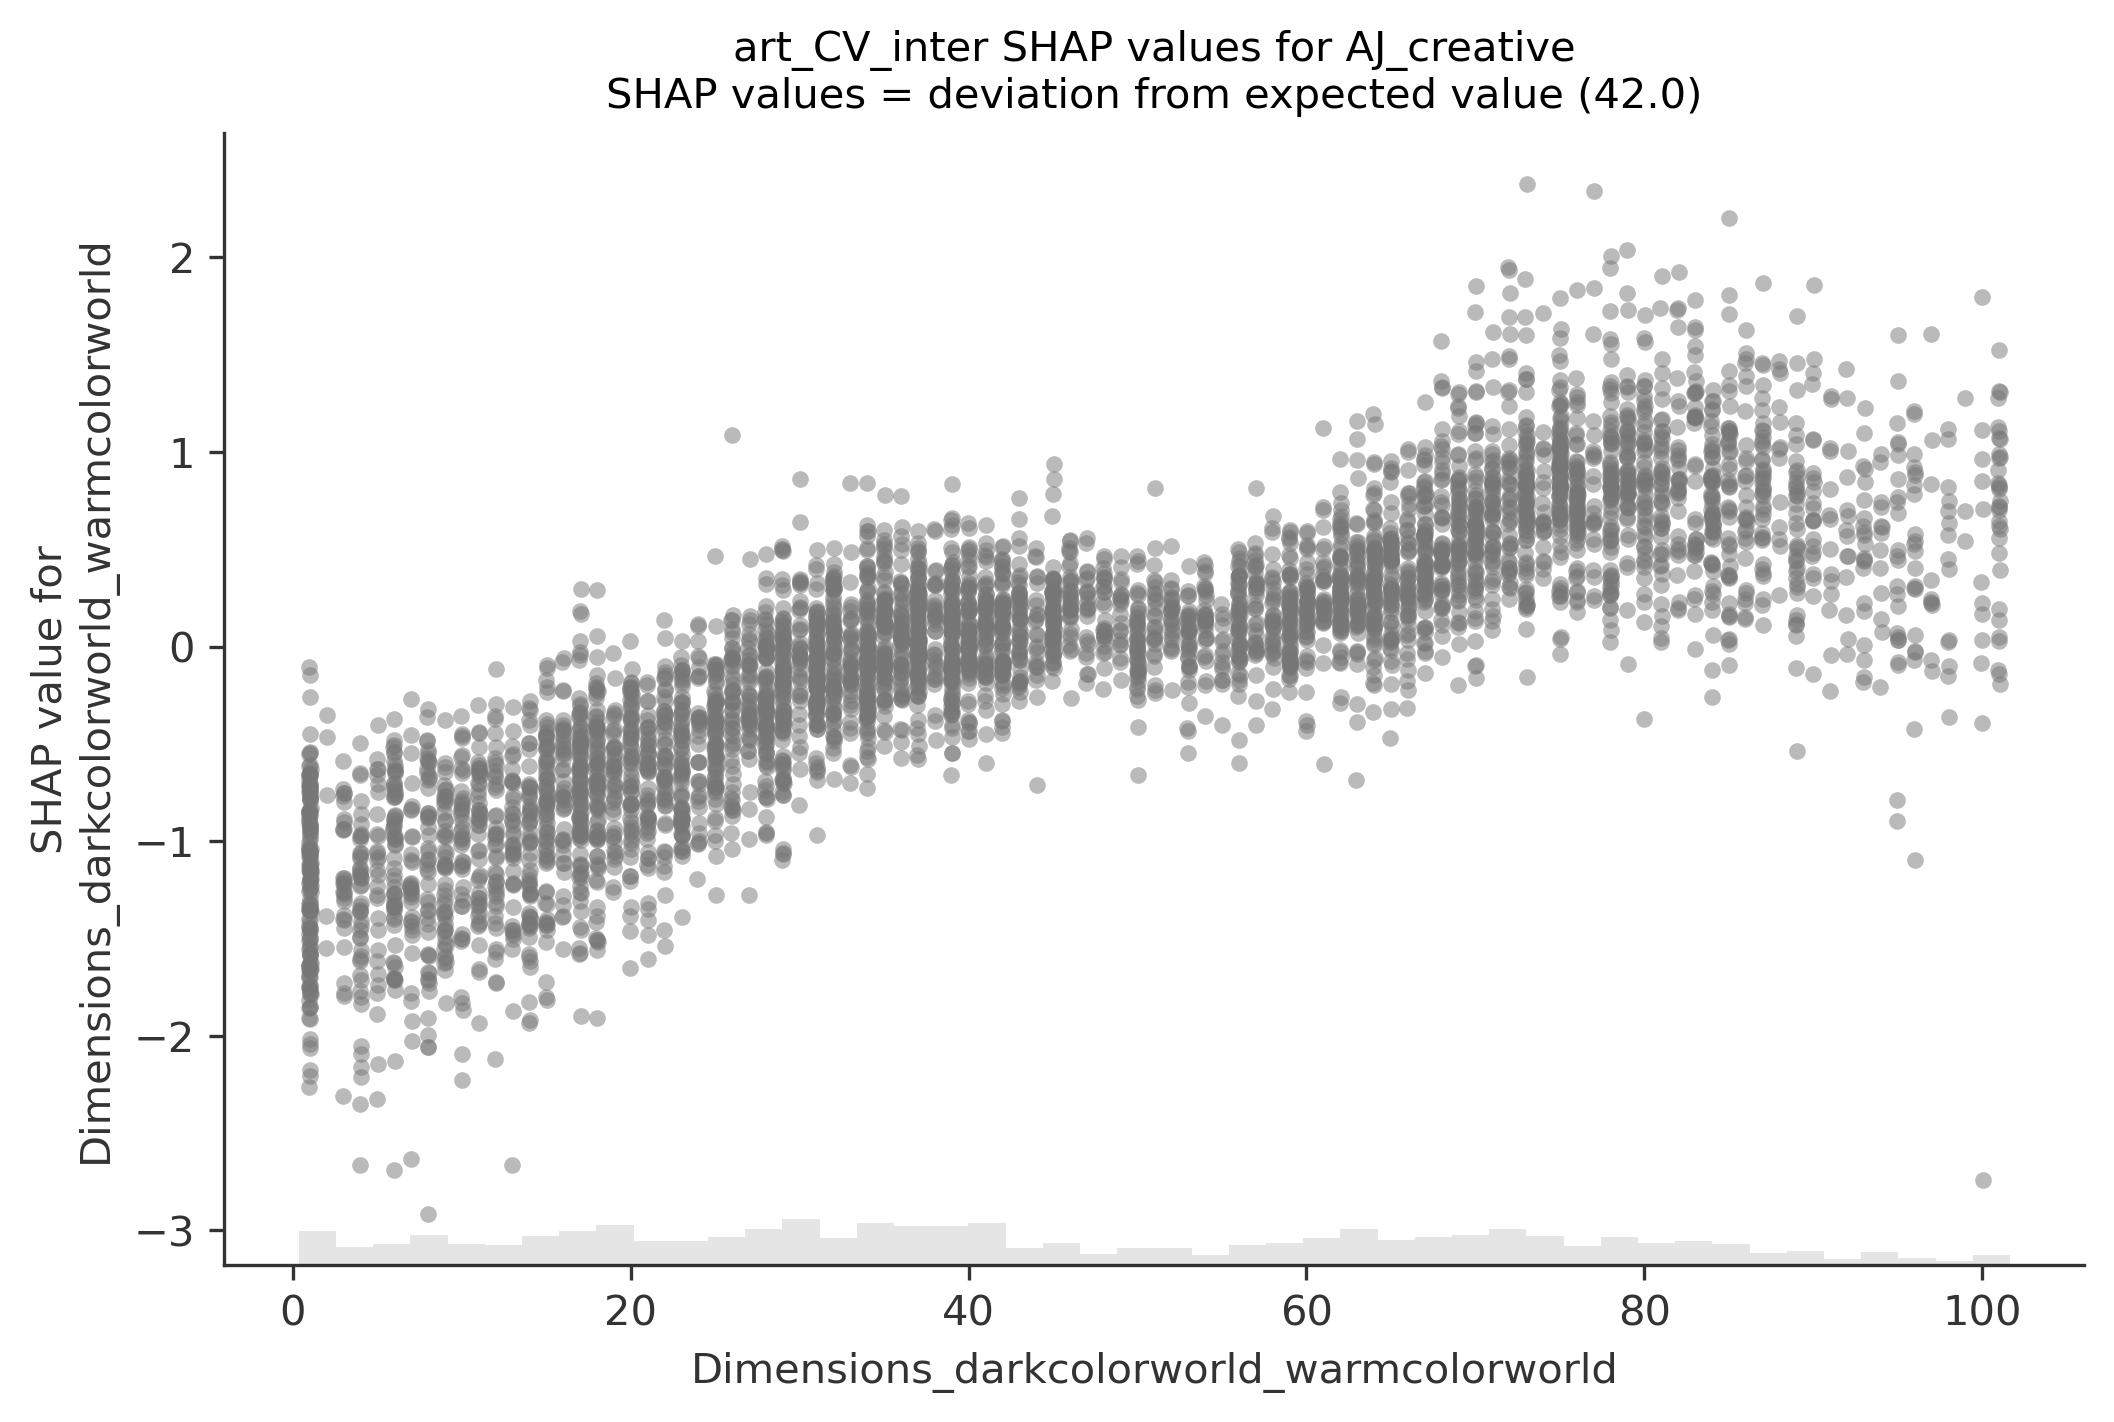 art_CV_inter SHAP values for AJ_creative
SHAP values = deviation from expected value (42.0)
SHAP value for
Dimensions_darkcolorworld_warmcolorworld
2
1
0
−1
−2
−3
0 20 40 60 80 100
Dimensions_darkcolorworld_warmcolorworld